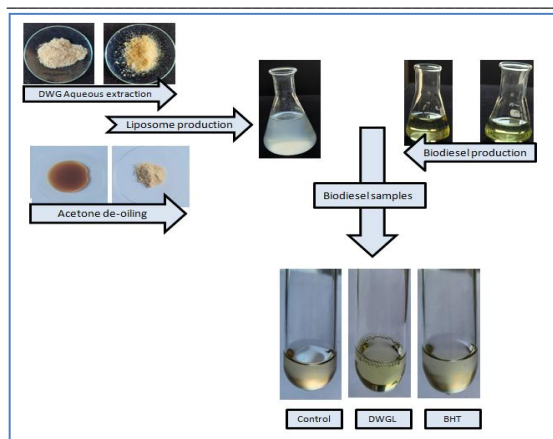 DWG Aqueous extraction
Liposome production
Biodiesel production
Acetone de-oiling
Biodiesel samples
Control
DWGL
BHT